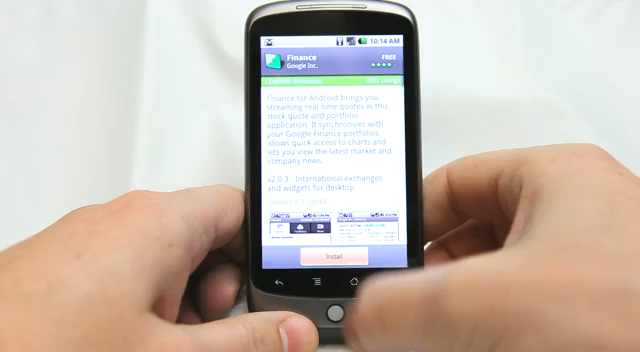 10:14 AM
Finance
Google Inc.
FREE
Finance for Android brings you
streaming real-time quotes in this
stock quote and portfolio
application. It synchronizes with
your Google Finance portfolios,
allows quick access to charts and
lets you view the latest market and
company news.
v2.0.3 : International exchanges
and widgets for desktop.
Install